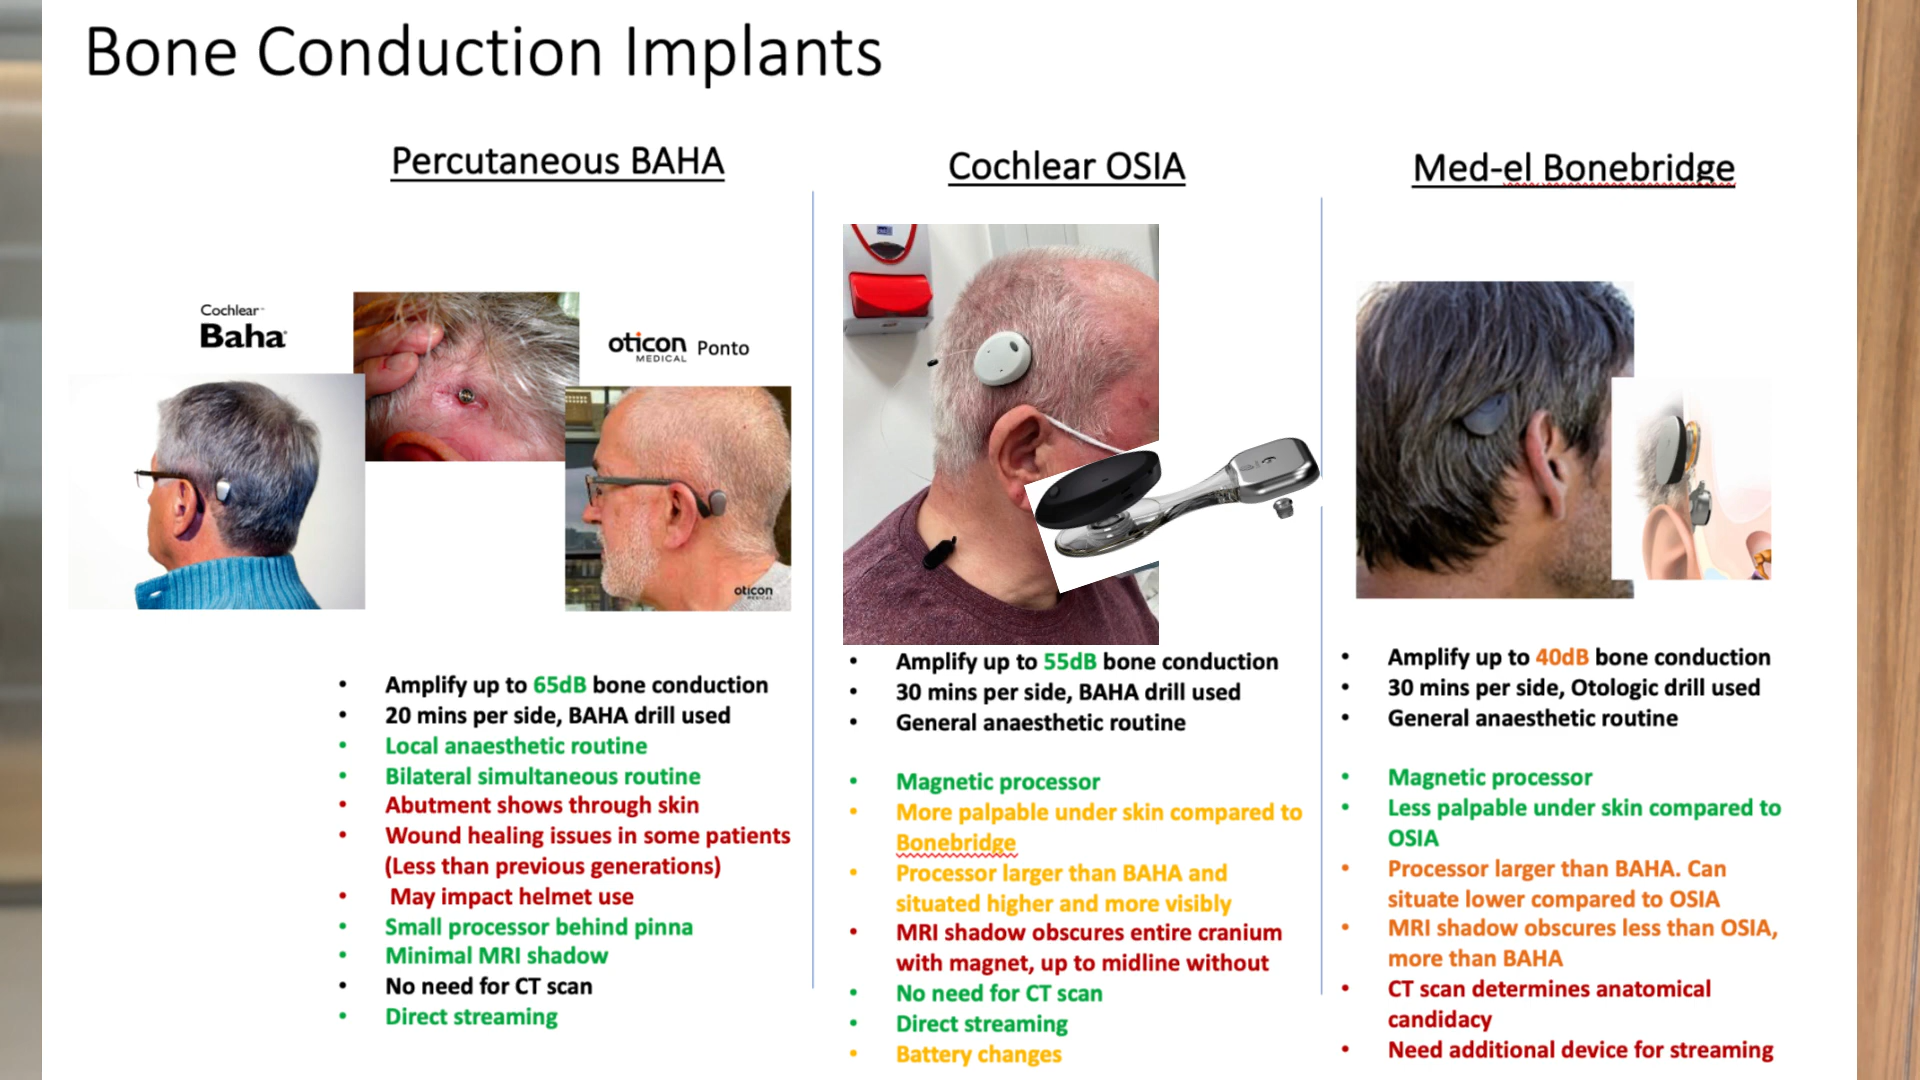 Bone Conduction Implants
Percutaneous BAHA
Cochlear™
Baha®
oticon
MEDICAL
Ponto
oticon
MEDICAL
• Amplify up to 65dB bone conduction
• 20 mins per side, BAHA drill used
• Local anaesthetic routine
• Bilateral simultaneous routine
• Abutment shows through skin
• Wound healing issues in some patients
(Less than previous generations)
• May impact helmet use
• Small processor behind pinna
• Minimal MRI shadow
• No need for CT scan
• Direct streaming
Cochlear OSIA
• Amplify up to 55dB bone conduction
• 30 mins per side, BAHA drill used
• General anaesthetic routine
• Magnetic processor
• More palpable under skin compared to
Bonebridge
• Processor larger than BAHA and
situated higher and more visibly
• MRI shadow obscures entire cranium
with magnet, up to midline without
• No need for CT scan
• Direct streaming
• Battery changes
Med-el Bonebridge
• Amplify up to 40dB bone conduction
• 30 mins per side, Otologic drill used
• General anaesthetic routine
• Magnetic processor
• Less palpable under skin compared to
OSIA
• Processor larger than BAHA. Can
situate lower compared to OSIA
• MRI shadow obscures less than OSIA,
more than BAHA
• CT scan determines anatomical
candidacy
• Need additional device for streaming